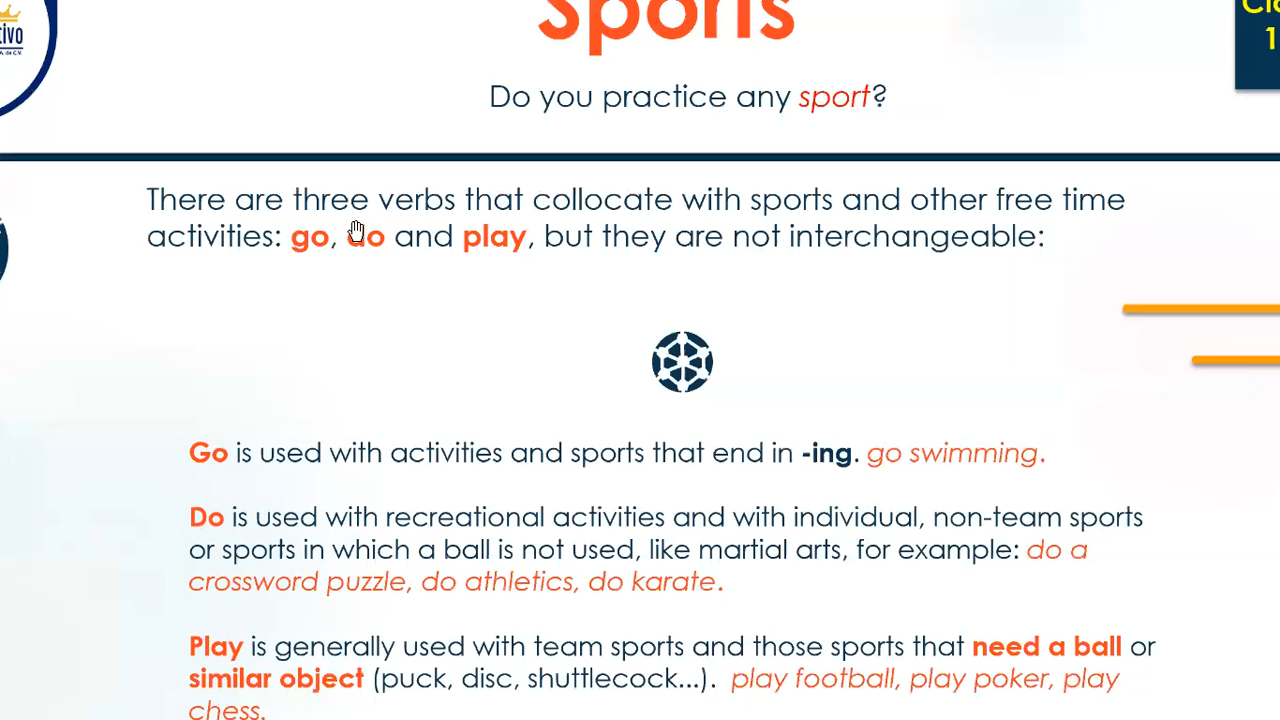 Sports
Do you practice any sport?
There are three verbs that collocate with sports and other free time
activities: go, do and play, but they are not interchangeable:
Go is used with activities and sports that end in -ing. go swimming.
Do is used with recreational activities and with individual, non-team sports
or sports in which a ball is not used, like martial arts, for example: do a
crossword puzzle, do athletics, do karate.
Play is generally used with team sports and those sports that need a ball or
similar object (puck, disc, shuttlecock...). play football, play poker, play
chess.
1